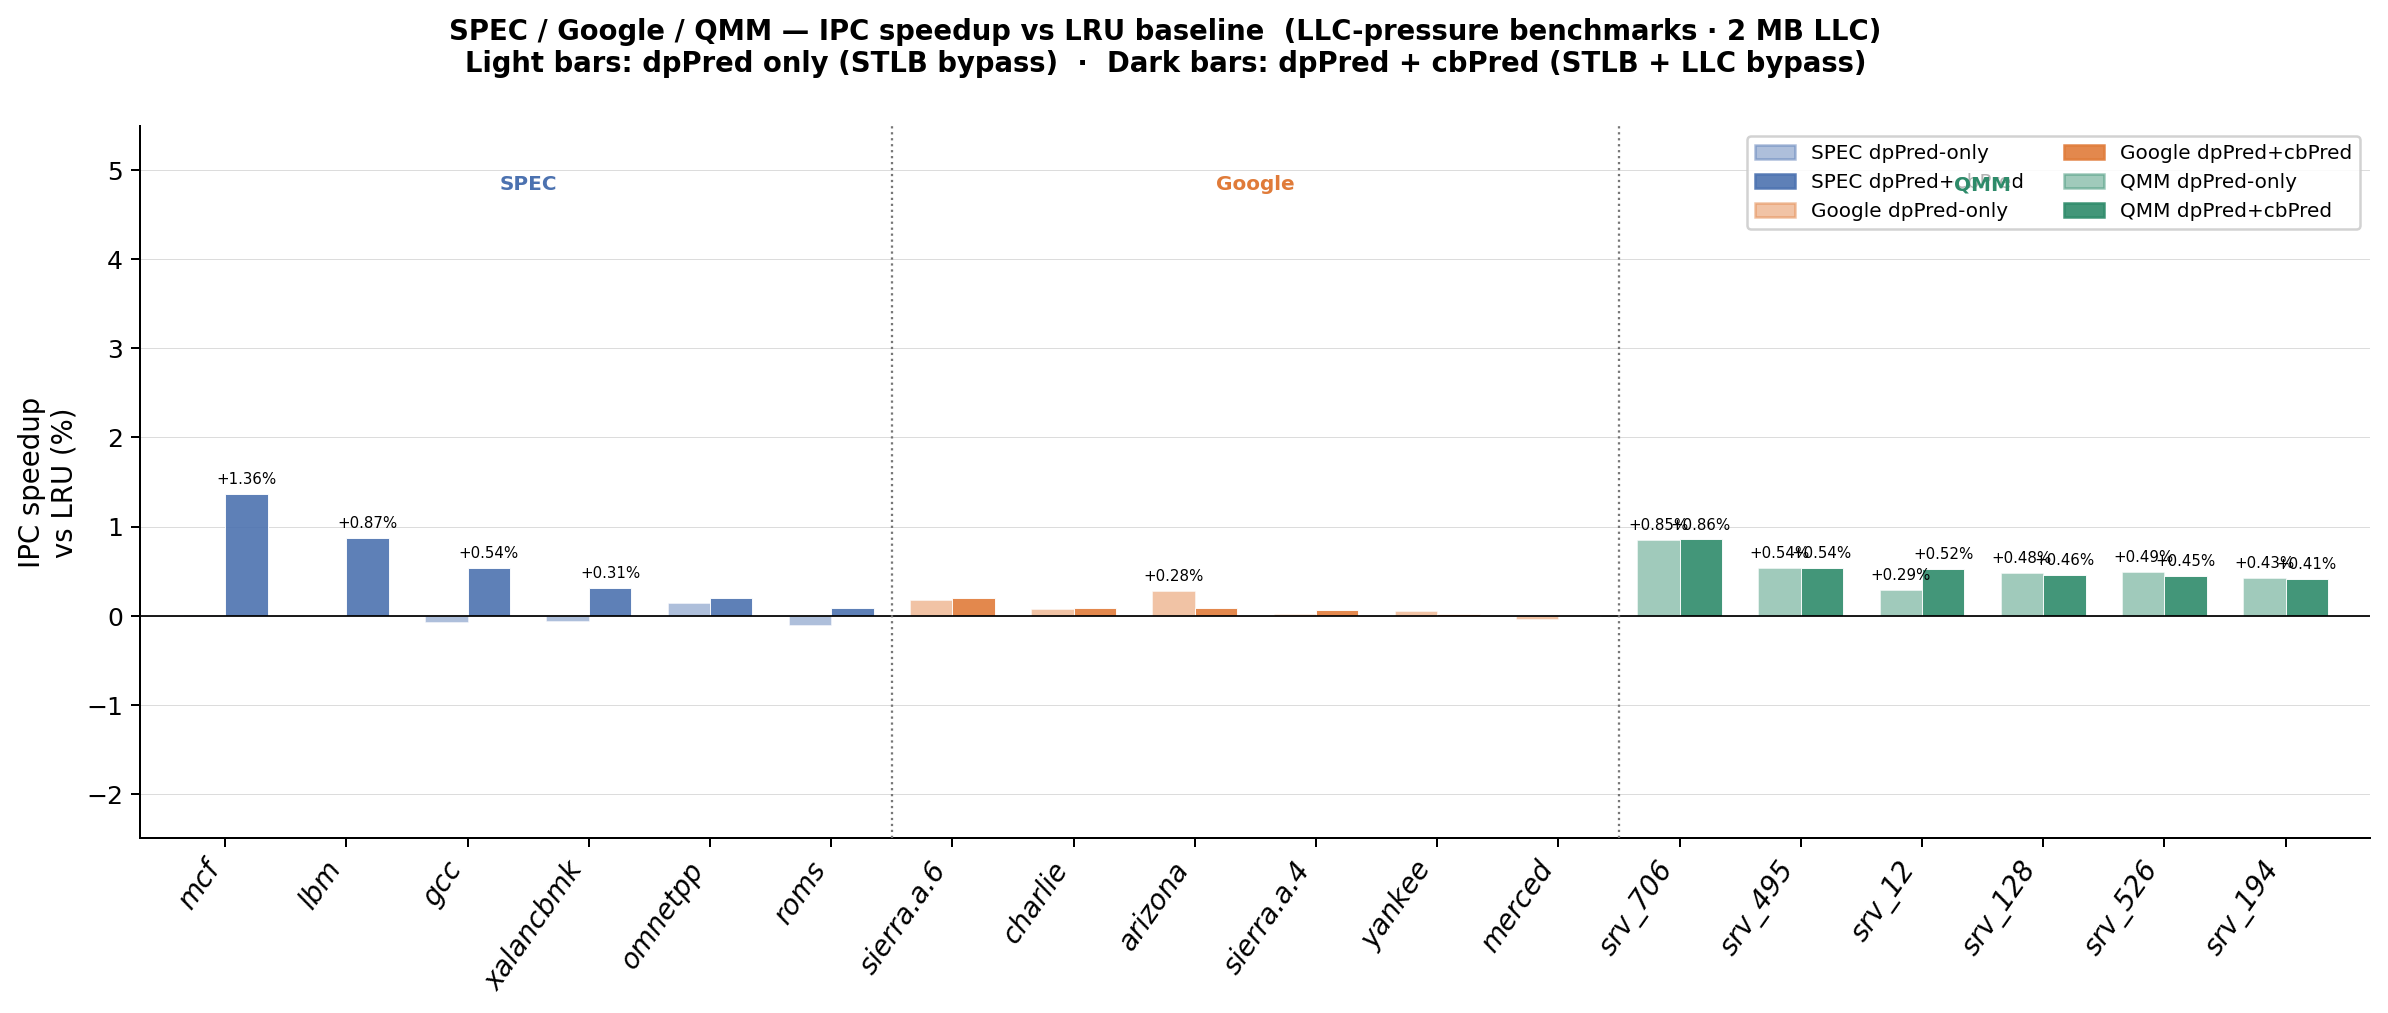 SPEC / Google / QMM — IPC speedup vs LRU baseline  (LLC-pressure benchmarks · 2 MB LLC)
Light bars: dpPred only (STLB bypass)  ·  Dark bars: dpPred + cbPred (STLB + LLC bypass)
IPC speedup
vs LRU (%)
5
4
3
2
1
0
−1
−2
SPEC
Google
QMM
SPEC dpPred-only
SPEC dpPred+cbPred
Google dpPred-only
Google dpPred+cbPred
QMM dpPred-only
QMM dpPred+cbPred
+1.36%
+0.87%
+0.54%
+0.31%
+0.28%
+0.85%
+0.86%
+0.54%
+0.54%
+0.29%
+0.52%
+0.48%
+0.46%
+0.49%
+0.45%
+0.43%
+0.41%
mcf
lbm
gcc
xalancbmk
omnetpp
roms
sierra.a.6
charlie
arizona
sierra.a.4
yankee
merced
srv_706
srv_495
srv_12
srv_128
srv_526
srv_194